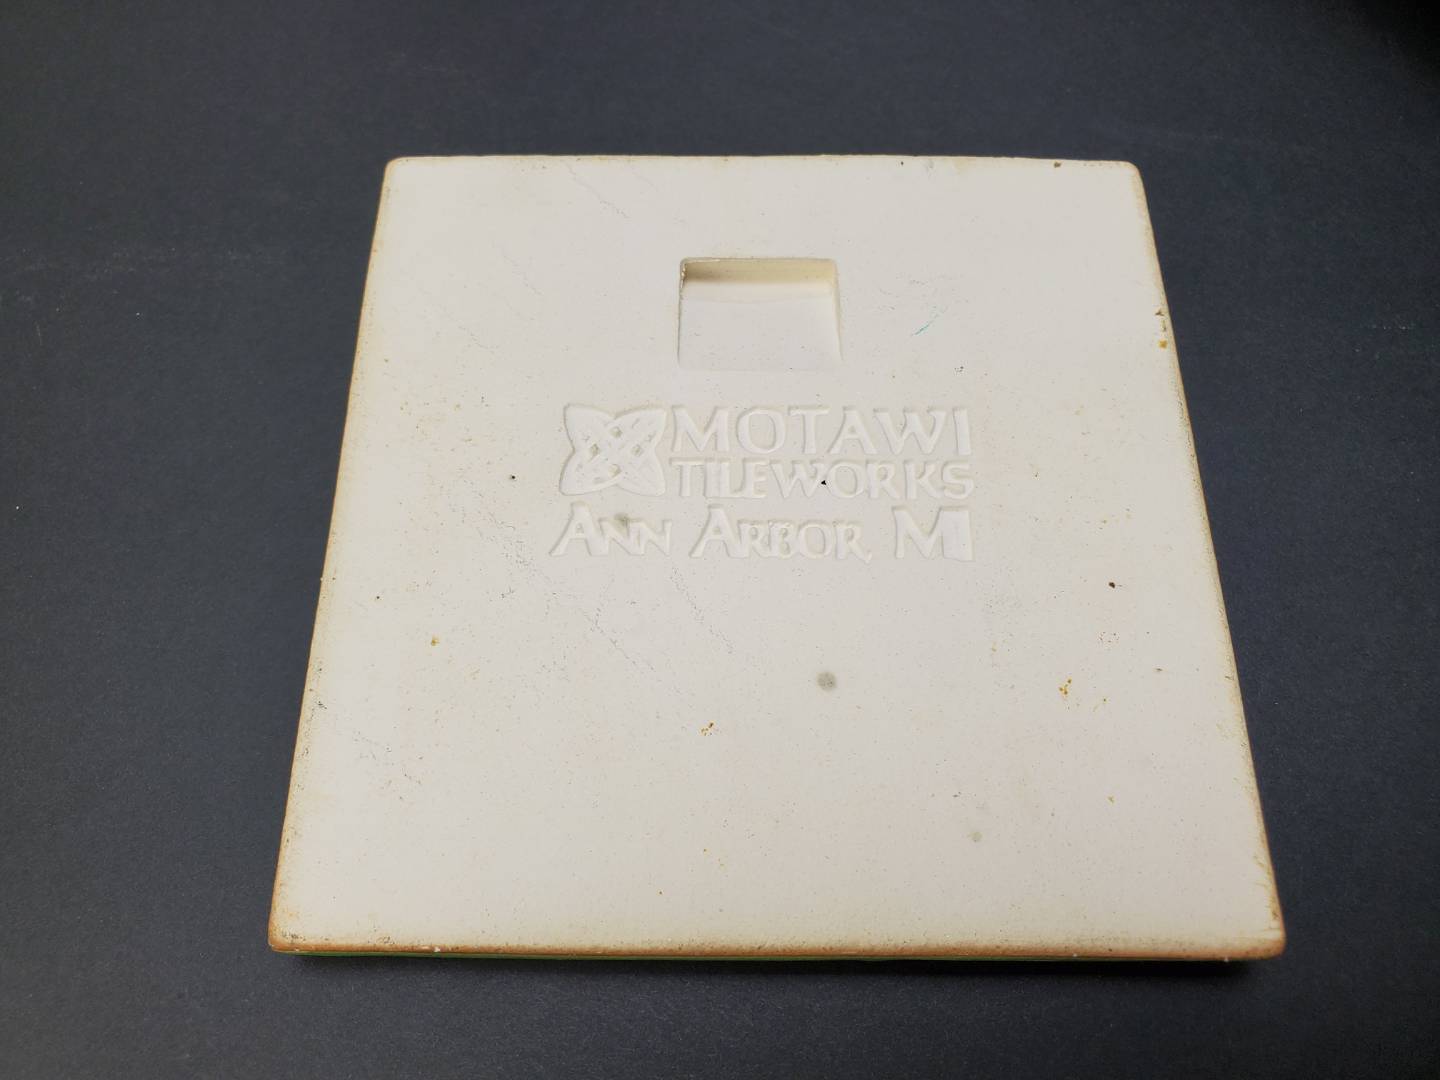 MOTAWI
TILEWORKS
ANN ARBOR, MI